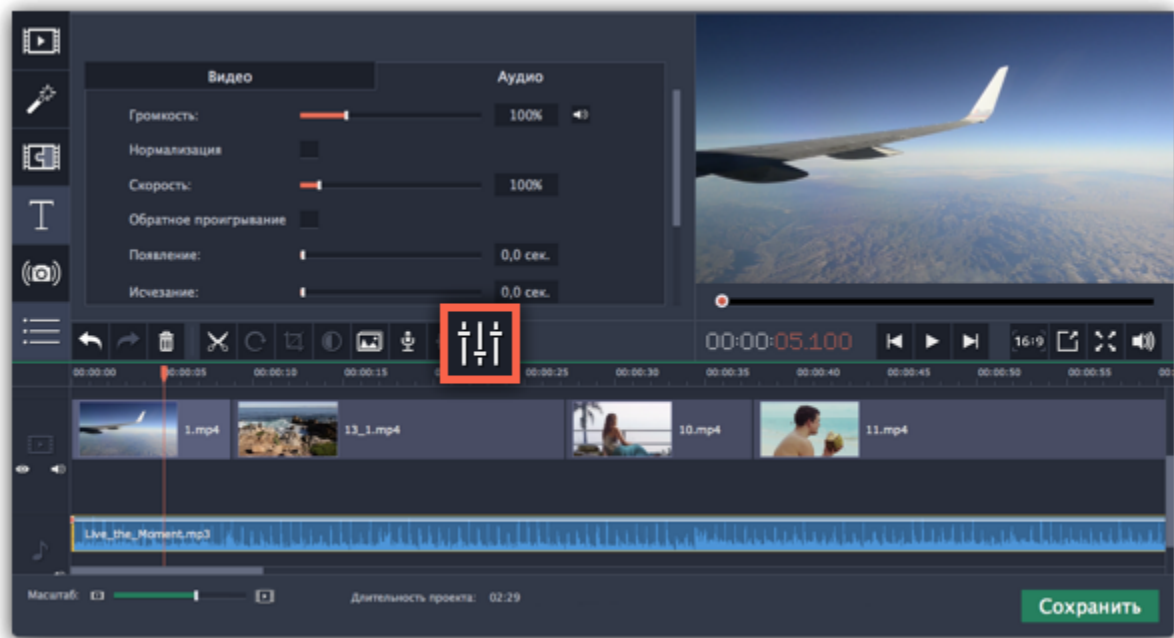 Видео Аудио
Громкость: 100%
Нормализация
Скорость: 100%
Обратное проигрывание
Появление: 0,0 сек.
Исчезание: 0,0 сек.
T
00:00:05.100 16:9
00:00:00 00:00:05 00:00:10 00:00:15 00:00:25 00:00:30 00:00:35 00:00:40 00:00:45 00:00:50 00:00:55
1.mp4 13_1.mp4 10.mp4 11.mp4
Live_the_Moment.mp3
Масштаб: Длительность проекта: 02:29
Сохранить